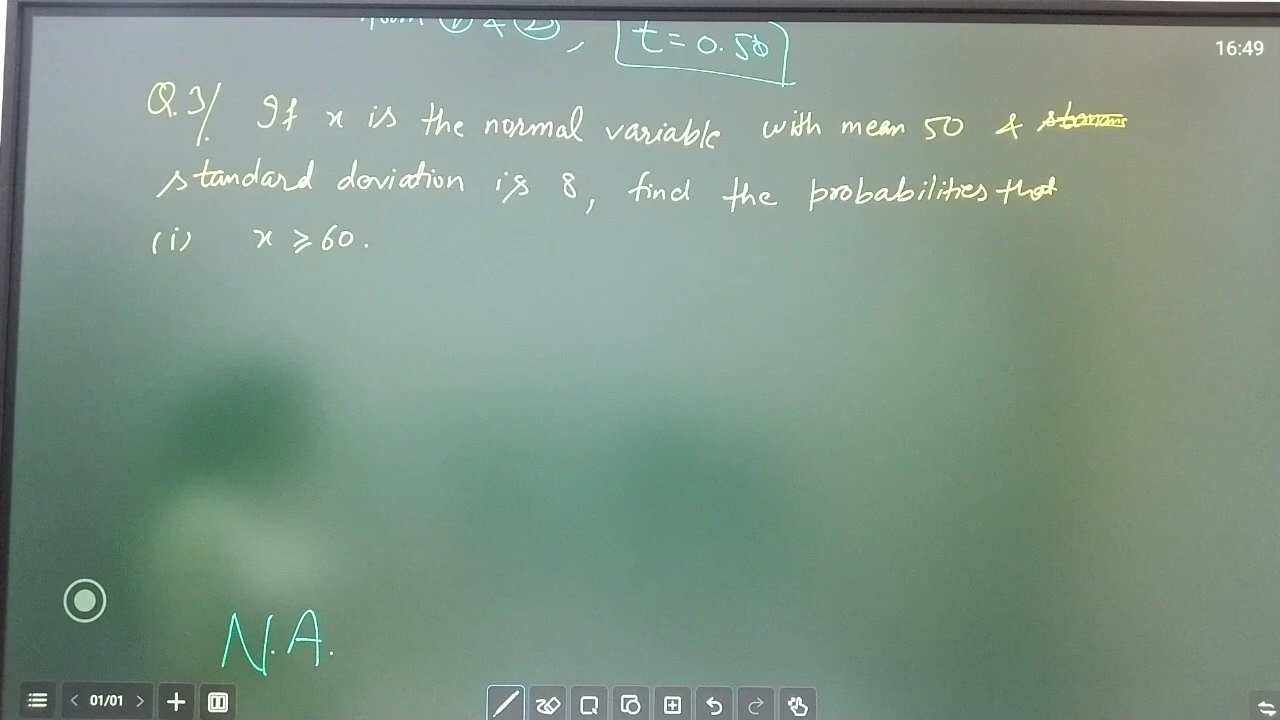 t = 0.50
16:49
Q.3/. If x is the normal variable with mean 50 &
standard deviation is 8, find the probabilities that
(i) x ⩾ 60.
N.A.
01/01